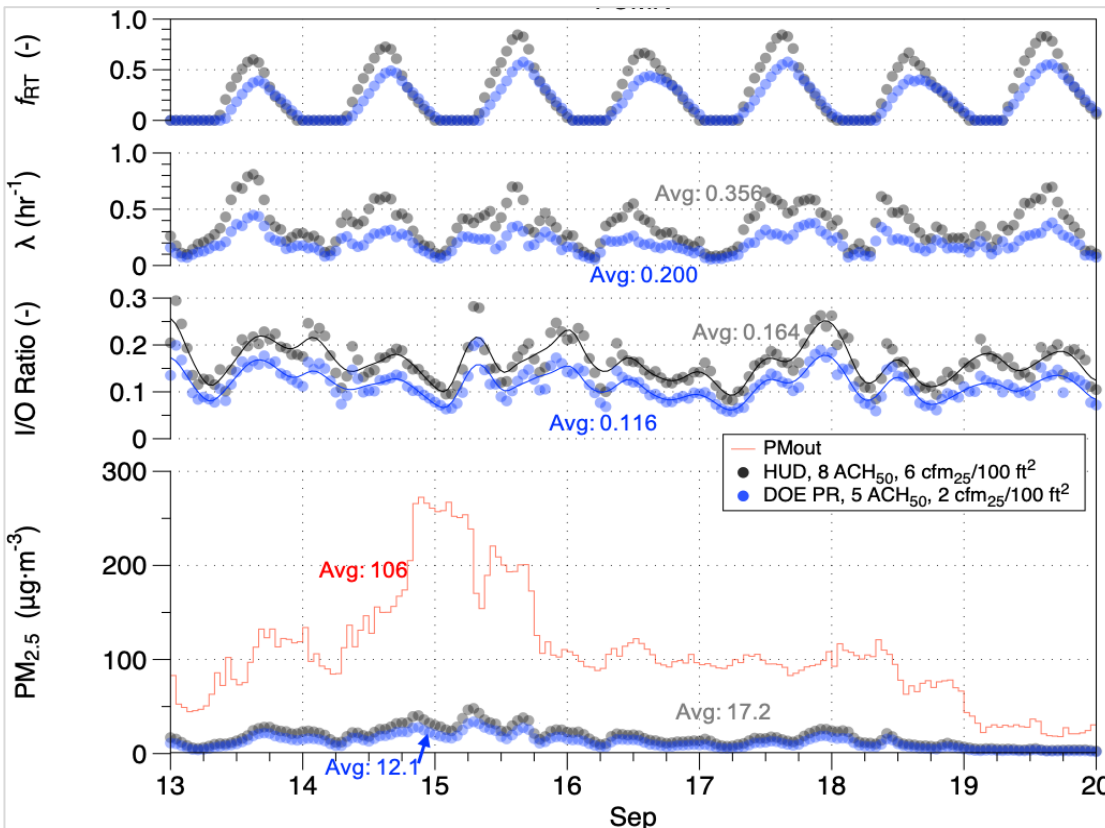 fRT (-)
1.0
0.5
0
λ (hr-1)
1.0
0.5
0
Avg: 0.356
Avg: 0.200
I/O Ratio (-)
0.3
0.2
0.1
0
Avg: 0.164
Avg: 0.116
PMout
HUD, 8 ACH50, 6 cfm25/100 ft2
DOE PR, 5 ACH50, 2 cfm25/100 ft2
PM2.5 (µg·m-3)
300
200
100
0
Avg: 106
Avg: 17.2
Avg: 12.1
13 14 15 16 17 18 19 20
Sep